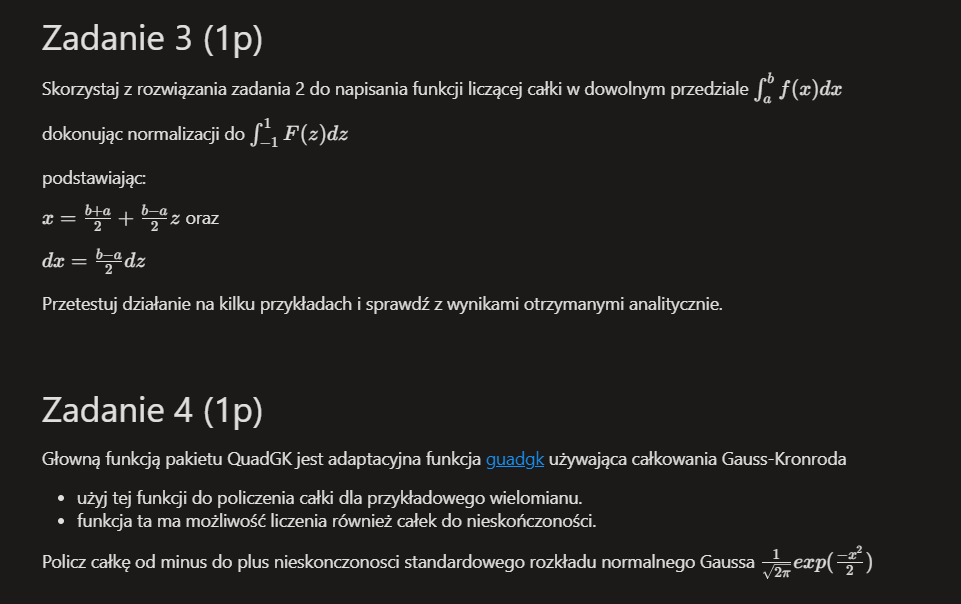 Zadanie 3 (1p)
Skorzystaj z rozwiązania zadania 2 do napisania funkcji liczącej całki w dowolnym przedziale $\int_a^b f(x)dx$
dokonując normalizacji do $\int_{-1}^{1} F(z)dz$
podstawiając:
$x = \frac{b+a}{2} + \frac{b-a}{2}z$ oraz
$dx = \frac{b-a}{2}dz$
Przetestuj działanie na kilku przykładach i sprawdź z wynikami otrzymanymi analitycznie.
Zadanie 4 (1p)
Głowną funkcją pakietu QuadGK jest adaptacyjna funkcja guadgk używająca całkowania Gauss-Kronroda
• użyj tej funkcji do policzenia całki dla przykładowego wielomianu.
• funkcja ta ma możliwość liczenia również całek do nieskończoności.
Policz całkę od minus do plus nieskonczonosci standardowego rozkładu normalnego Gaussa $\frac{1}{\sqrt{2\pi}}exp(\frac{-x^2}{2})$